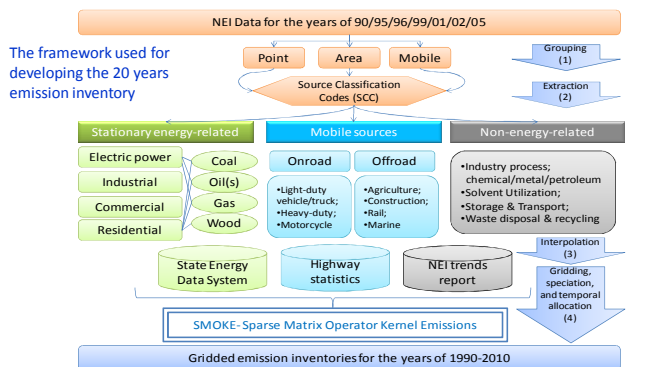 NEI Data for the years of 90/95/96/99/01/02/05
The framework used for
developing the 20 years
emission inventory
Point
Area
Mobile
Grouping
(1)
Source Classification
Codes (SCC)
Extraction
(2)
Stationary energy-related
Mobile sources
Non-energy-related
Electric power
Industrial
Commercial
Residential
Coal
Oil(s)
Gas
Wood
Onroad
Offroad
•Light-duty
vehicle/truck;
•Heavy-duty;
•Motorcycle
•Agriculture;
•Construction;
•Rail;
•Marine
•Industry process;
chemical/metal/petroleum
•Solvent Utilization;
•Storage & Transport;
•Waste disposal & recycling
Interpolation
(3)
State Energy
Data System
Highway
statistics
NEI trends
report
Gridding,
speciation,
and temporal
allocation
(4)
SMOKE- Sparse Matrix Operator Kernel Emissions
Gridded emission inventories for the years of 1990-2010